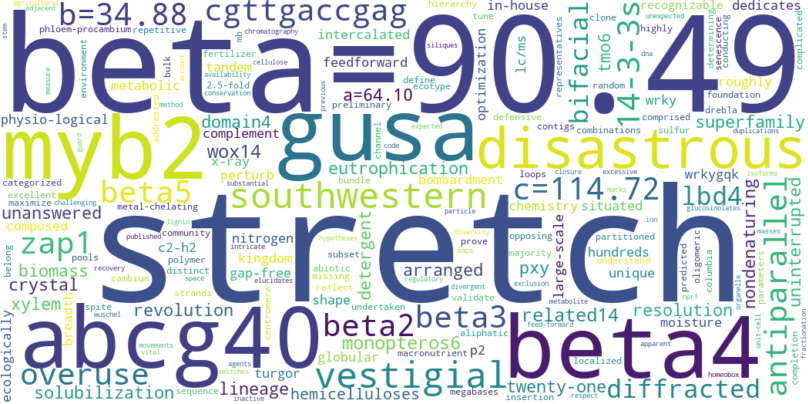 agricultural
hierarchy
recognizable
dedicates
adjacent
b=34.88
cgttgaccgag
in-house
tune
clone
unexpected
stem
phloem-procambium
repetitive
intercalated
representatives
determining
senescence
conducting
complicated
beta=90.49
environment
fertilizer
tandem
feedforward
optimization
lc/ms
bifacial
14-3-3s
tmo6
highly
roughly
dna
mb
chromatography
cellulose
metabolic
bulk
account
availability
2.5-fold
conservation
previous
define
ecotype
preliminary
random
foundation
wrky
dreb1a
measure
method
siliques
a=64.10
combinations
comprised
sulfur
superfamily
physio-logical
addressed
domain4
complement
expected
channel
code
defensive
contigs
duplications
myb2
gusa
disastrous
guard
wox14
x-ray
perturb
eutrophication
bombardment
bundle
loops
closure
excessive
wrkygqk
isoforms
categorized
excellent
maximize
challenging
substantial
beta5
southwestern
c=114.72
marks
glucosinolates
lbd4
unanswered
metal-chelating
lignin
particle
chemistry
situated
masses
composed
published
community
nitrogen
hypotheses
diversity
prove
opposing
partitioned
ion
stretch
zap1
intricate
c2-h2
kingdom
subset
detergent
maps
majority
hundreds
understand
predicted
oligomeric
columbia
nondenaturing
parameters
antiparallel
uninterrupted
belong
pools
polymer
distinct
gap-free
abiotic
missing
arranged
pxy
large-scale
unique
biomass
recovery
elucidates
space
reflect
shape
regulatory
divergent
exclusion
metabolite
npr1
organelle
crystal
cambium
strands
centromere
undertaken
validate
xylem
breadth
spite
muschel
revolution
beta2
beta3
related14
resolution
moisture
unit-cell
fractionation
completion
abcg40
monopteros6
aliphatic
beta4
ecologically
globular
macronutrient
p2
feed-forward
localized
apparent
homeobox
overuse
movements
vital
agents
switches
turgor
vestigial
megabases
twenty-one
diffracted
solubilization
sequence
inactive
lineage
hemicelluloses
insertion
respect